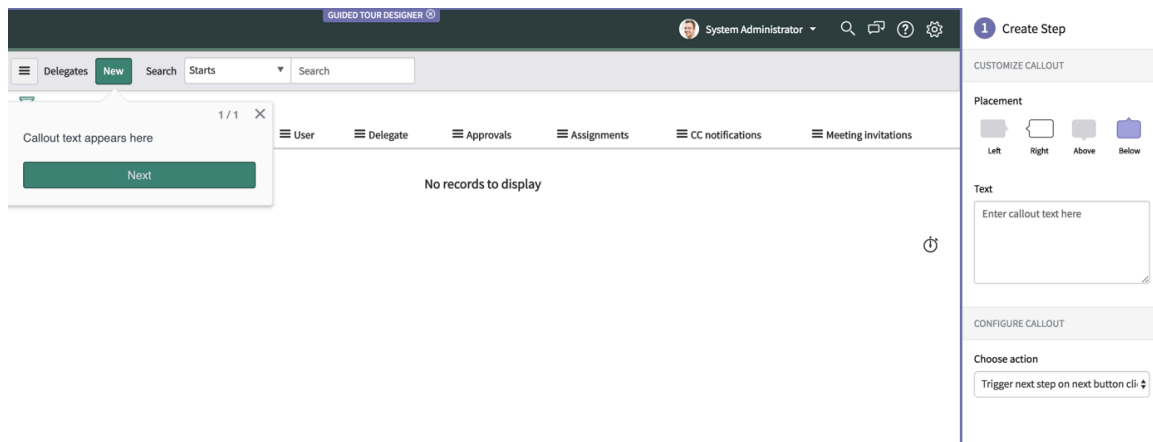 GUIDED TOUR DESIGNER
System Administrator
1 Create Step
CUSTOMIZE CALLOUT
Delegates New Search Starts Search
Placement
Left Right Above Below
1 / 1
Callout text appears here
Next
User Delegate Approvals Assignments CC notifications Meeting invitations
No records to display
Text
Enter callout text here
CONFIGURE CALLOUT
Choose action
Trigger next step on next button cli